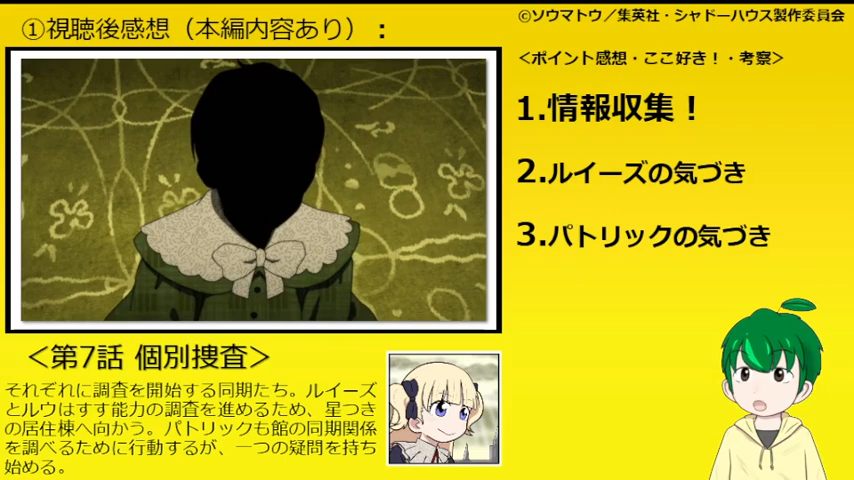 ①視聴後感想（本編内容あり）：
©ソウマトウ／集英社・シャドーハウス製作委員会
＜ポイント感想・ここ好き！・考察＞
1.情報収集！
2.ルイーズの気づき
3.パトリックの気づき
＜第7話 個別捜査＞
それぞれに調査を開始する同期たち。ルイーズ
とルウはすす能力の調査を進めるため、星つき
の居住棟へ向かう。パトリックも館の同期関係
を調べるために行動するが、一つの疑問を持ち
始める。